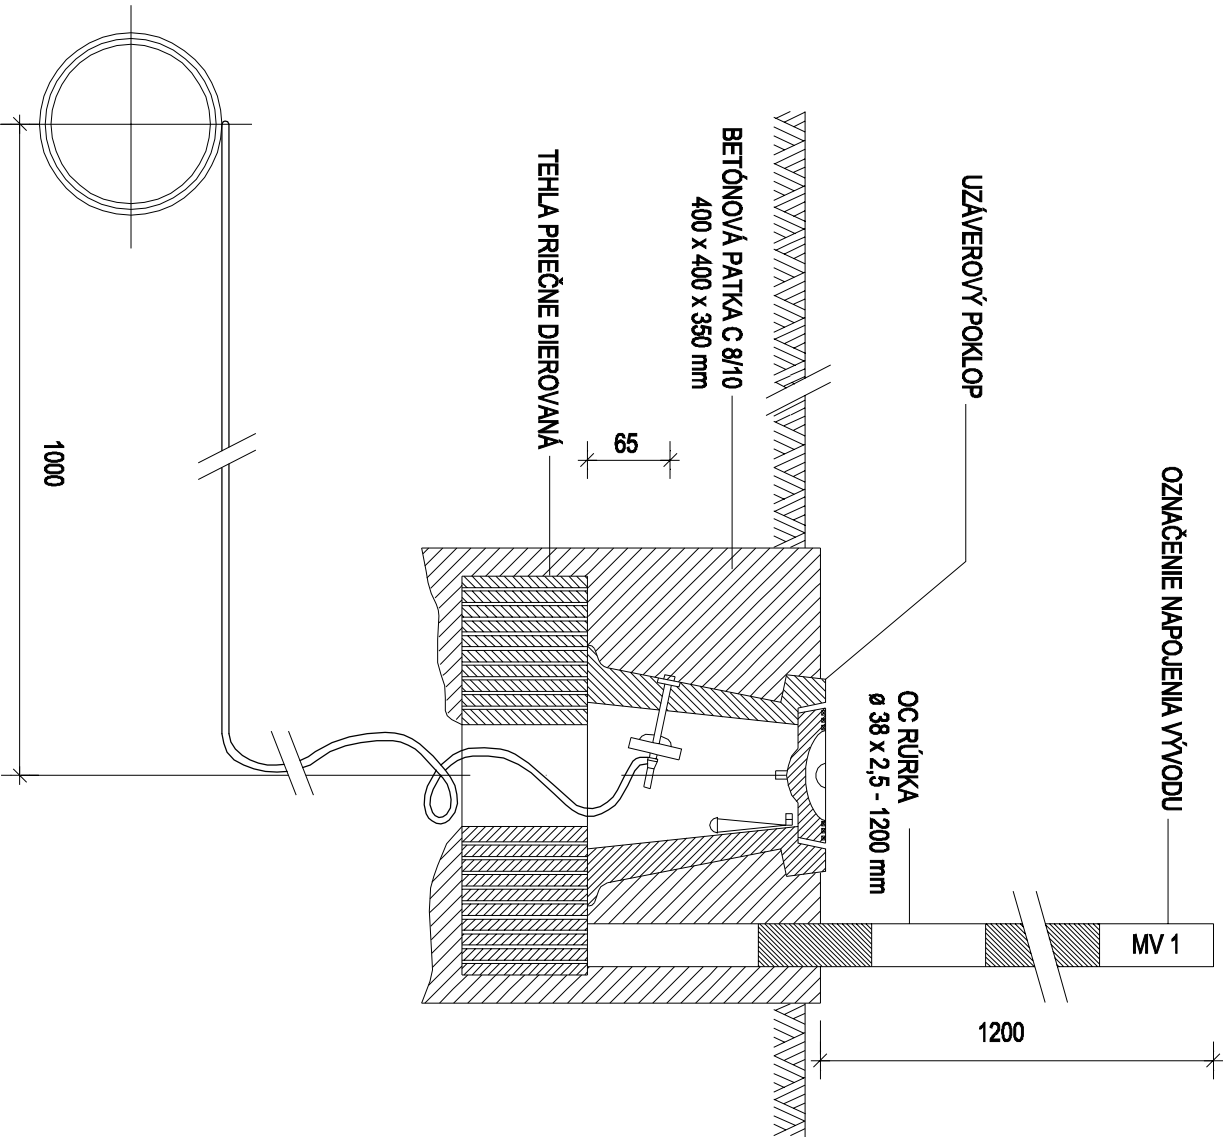 OZNAČENIE NAPOJENIA VÝVODU
MV 1
1200
OC RÚRKA
ø 38 x 2,5 - 1200 mm
UZÁVEROVÝ POKLOP
BETÓNOVÁ PATKA C 8/10
400 x 400 x 350 mm
65
TEHLA PRIEČNE DIEROVANÁ
1000